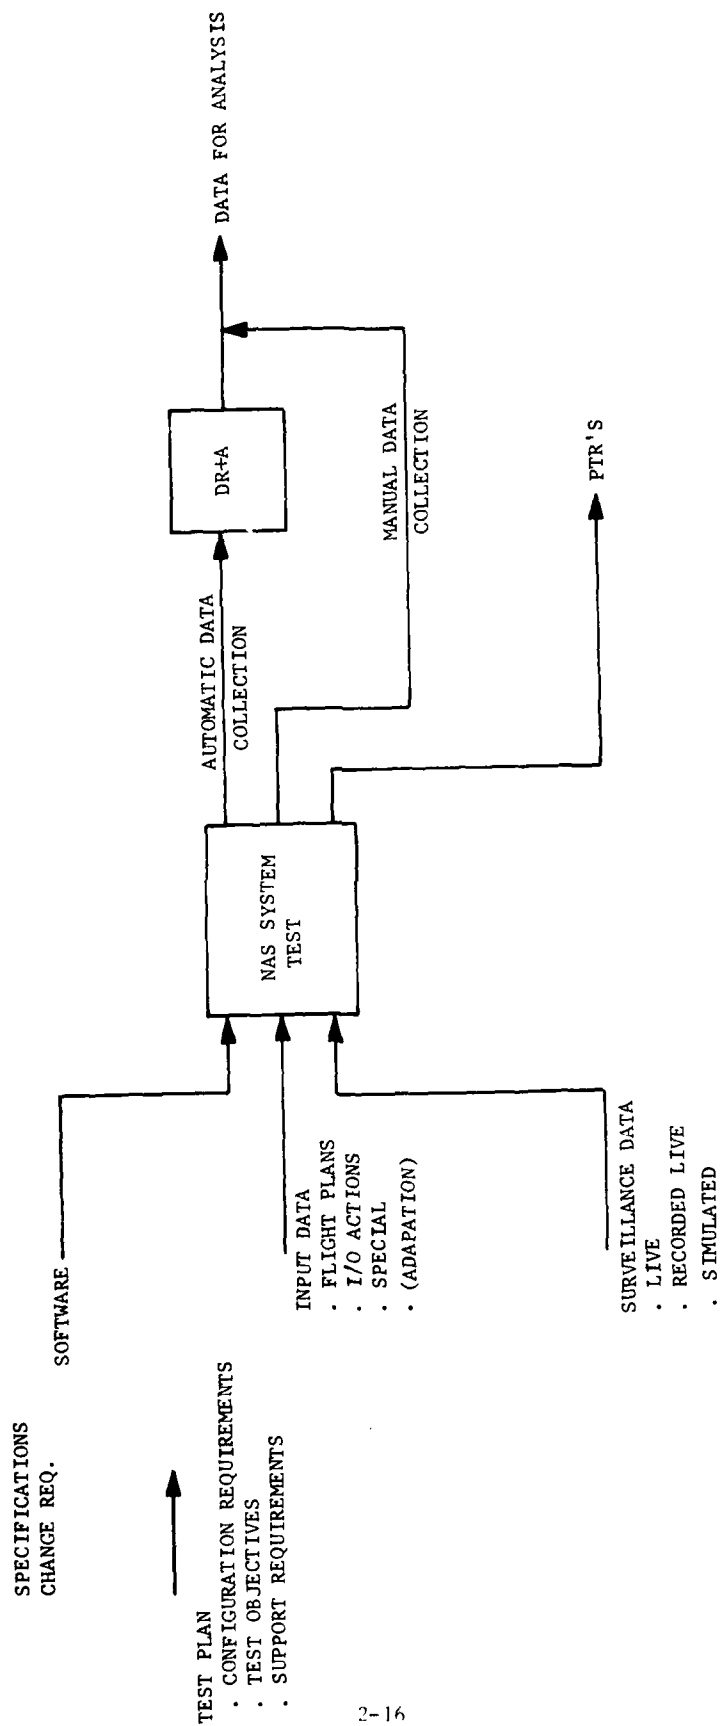 SPECIFICATIONS
CHANGE REQ.
TEST PLAN
. CONFIGURATION REQUIREMENTS
. TEST OBJECTIVES
. SUPPORT REQUIREMENTS
SOFTWARE
INPUT DATA
. FLIGHT PLANS
. I/O ACTIONS
. SPECIAL
. (ADAPATION)
SURVEILLANCE DATA
. LIVE
. RECORDED LIVE
. SIMULATED
NAS SYSTEM
TEST
AUTOMATIC DATA
COLLECTION
MANUAL DATA
COLLECTION
DR+A
DATA FOR ANALYSIS
PTR'S
2-16